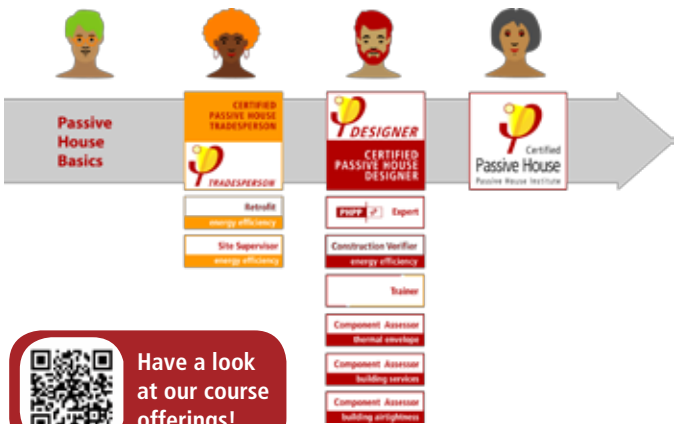 Passive
House
Basics
CERTIFIED
PASSIVE HOUSE
TRADESPERSON
TRADESPERSON
Retrofit
energy efficiency
Site Supervisor
energy efficiency
DESIGNER
CERTIFIED
PASSIVE HOUSE
DESIGNER
PHPP Expert
Construction Verifier
energy efficiency
Trainer
Component Assessor
thermal envelope
Component Assessor
building services
Component Assessor
building airtightness
Certified
Passive House
Passive House Institute
Have a look
at our course
offerings!